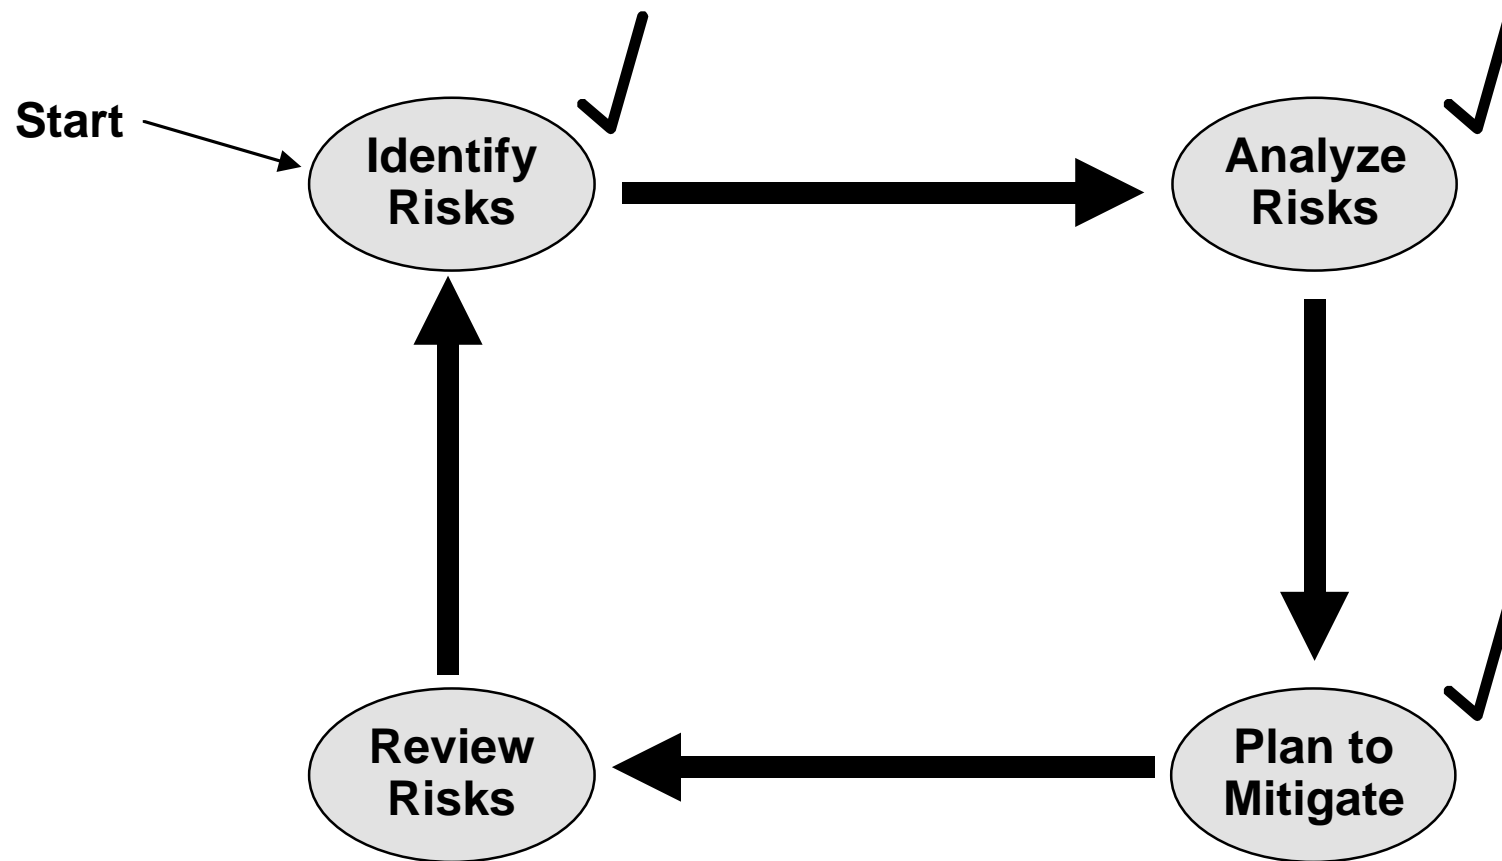 Start
Identify
Risks
Analyze
Risks
Review
Risks
Plan to
Mitigate